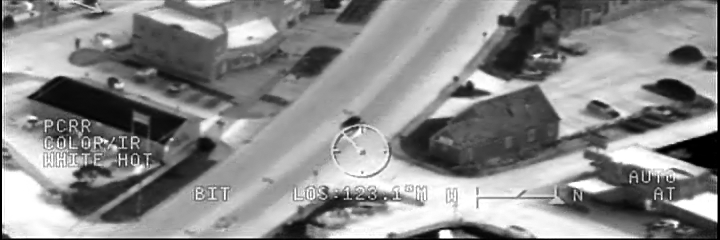 PCRR
COLOR/IR
WHITE HOT
AUTO
BIT LOS:123.1°M W N AT